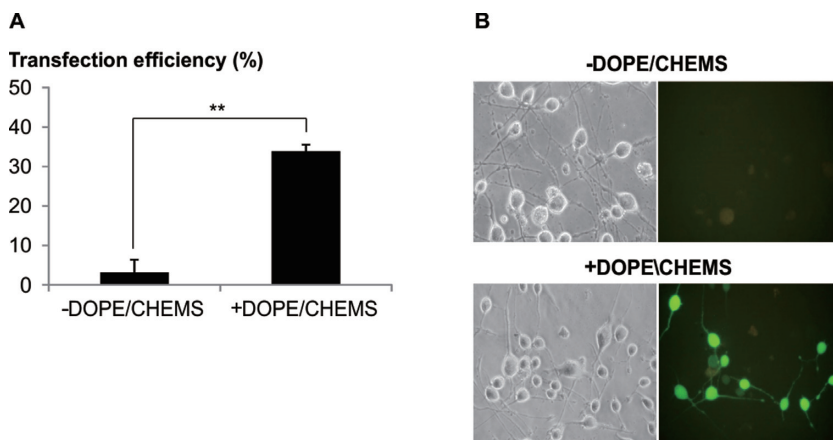 A
Transfection efficiency (%)
50
40
30
20
10
0
**
-DOPE/CHEMS
+DOPE/CHEMS
B
-DOPE/CHEMS
+DOPE\CHEMS